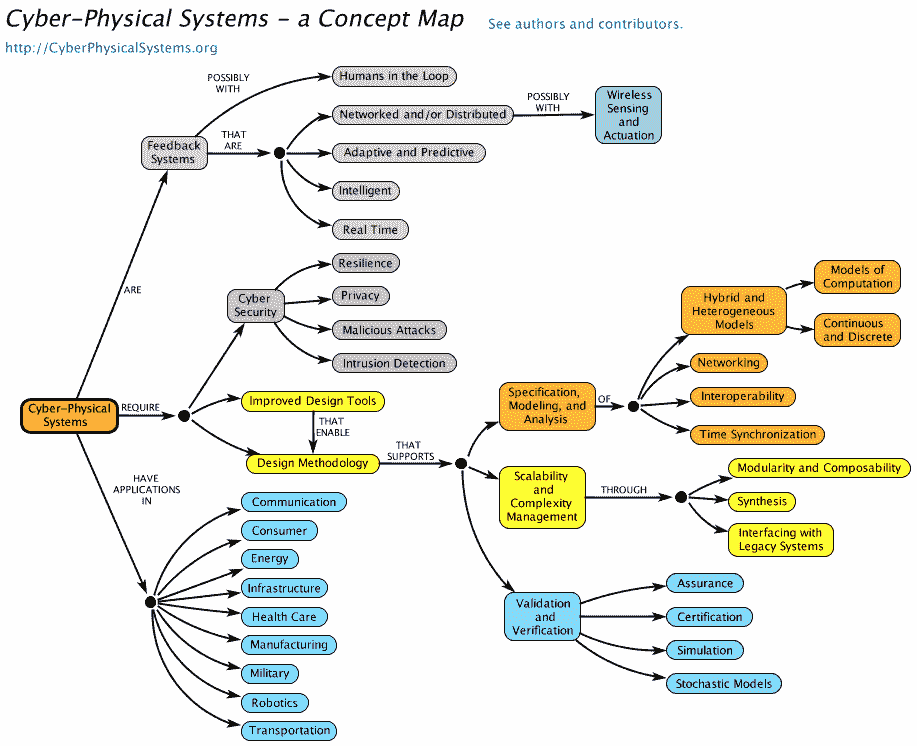 Cyber-Physical Systems - a Concept Map
See authors and contributors.
http://CyberPhysicalSystems.org
POSSIBLY
WITH
Humans in the Loop
Feedback
Systems
THAT
ARE
Networked and/or Distributed
POSSIBLY
WITH
Wireless
Sensing
and
Actuation
Adaptive and Predictive
Intelligent
Real Time
ARE
Cyber-Physical
Systems
REQUIRE
Cyber
Security
Resilience
Privacy
Malicious Attacks
Intrusion Detection
Improved Design Tools
THAT
ENABLE
Design Methodology
THAT
SUPPORTS
Specification,
Modeling, and
Analysis
OF
Hybrid and
Heterogeneous
Models
Models of
Computation
Continuous
and Discrete
Networking
Interoperability
Time Synchronization
Scalability
and
Complexity
Management
THROUGH
Modularity and Composability
Synthesis
Interfacing with
Legacy Systems
Validation
and
Verification
Assurance
Certification
Simulation
Stochastic Models
HAVE
APPLICATIONS
IN
Communication
Consumer
Energy
Infrastructure
Health Care
Manufacturing
Military
Robotics
Transportation